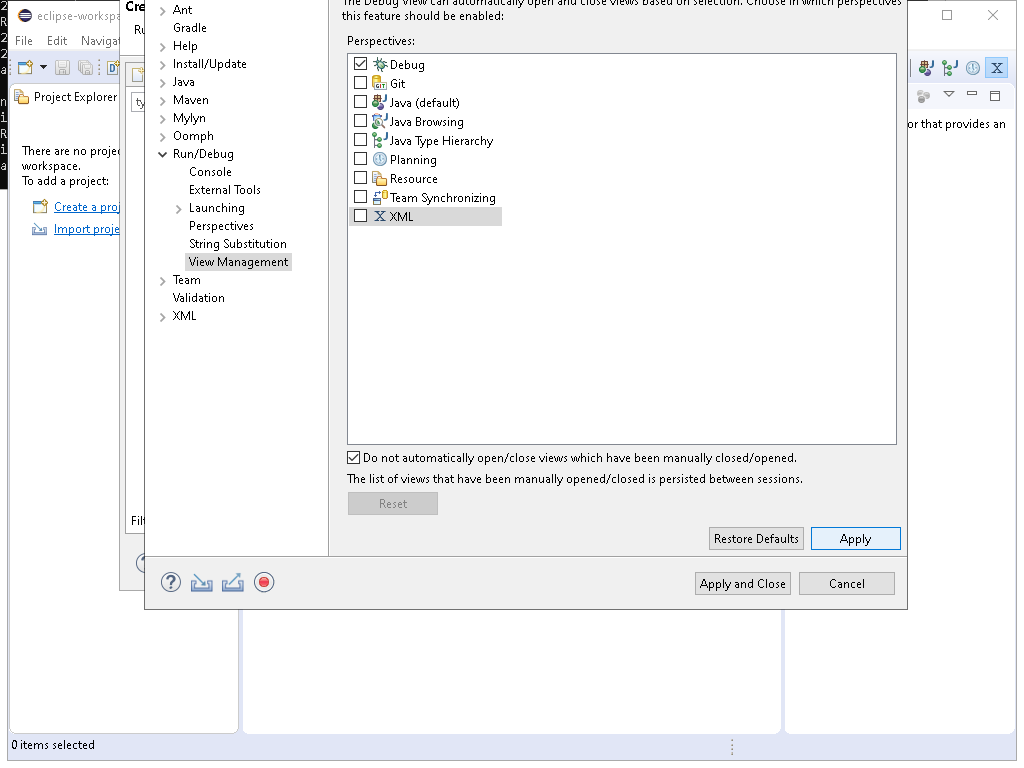 eclipse-workspa
File Edit Navigat
Project Explorer
There are no projec
workspace.
To add a project:
Create a proj
Import proje
0 items selected
Cre
Ru
ty
Filt
Ant
Gradle
Help
Install/Update
Java
Maven
Mylyn
Oomph
Run/Debug
Console
External Tools
Launching
Perspectives
String Substitution
View Management
Team
Validation
XML
The Debug View can automatically open and close views based on selection. Choose in which perspectives
this feature should be enabled:
Perspectives:
Debug
Git
Java (default)
Java Browsing
Java Type Hierarchy
Planning
Resource
Team Synchronizing
XML
Do not automatically open/close views which have been manually closed/opened.
The list of views that have been manually opened/closed is persisted between sessions.
Reset
Restore Defaults
Apply
Apply and Close
Cancel
or that provides an